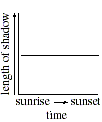 length of shadow
sunrise → sunset
time